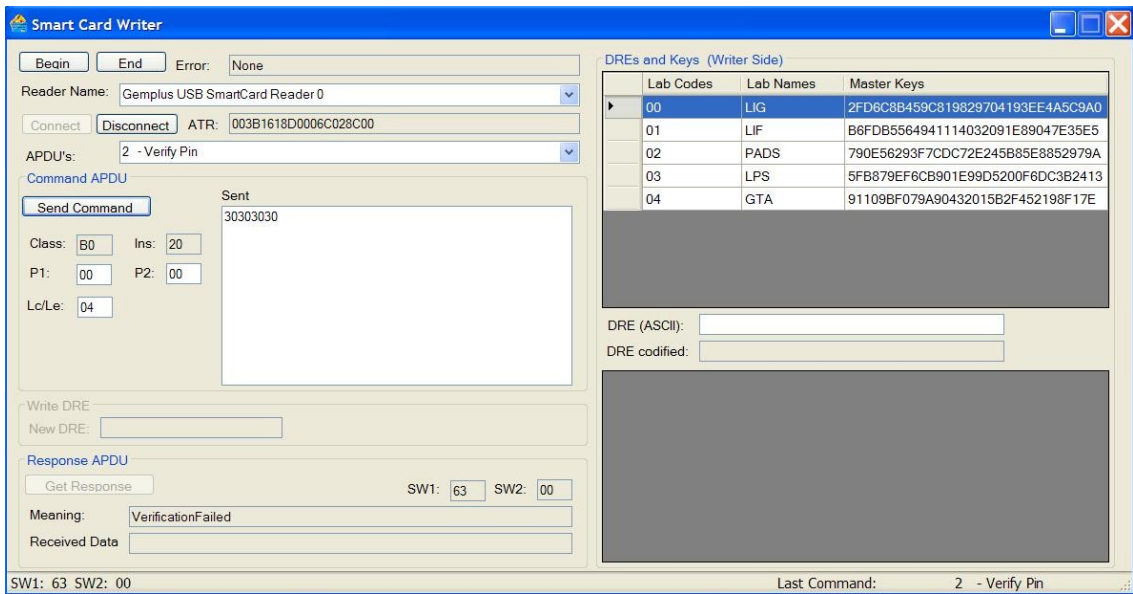 Smart Card Writer
Begin End Error: None
Reader Name: Gemplus USB SmartCard Reader 0
Connect Disconnect ATR: 003B1618D0006C028C00
APDU's: 2 - Verify Pin
Command APDU
Send Command
Sent
30303030
Class: B0 Ins: 20
P1: 00 P2: 00
Lc/Le: 04
Write DRE
New DRE:
Response APDU
Get Response SW1: 63 SW2: 00
Meaning: VerificationFailed
Received Data
DREs and Keys (Writer Side)
Lab Codes Lab Names Master Keys
00 LIG 2FD6C8B459C819829704193EE4A5C9A0
01 LIF B6FDB5564941114032091E89047E35E5
02 PADS 790E56293F7CDC72E245B85E8852979A
03 LPS 5FB879EF6CB901E99D5200F6DC3B2413
04 GTA 91109BF079A90432015B2F452198F17E
DRE (ASCII):
DRE codified:
SW1: 63 SW2: 00 Last Command: 2 - Verify Pin